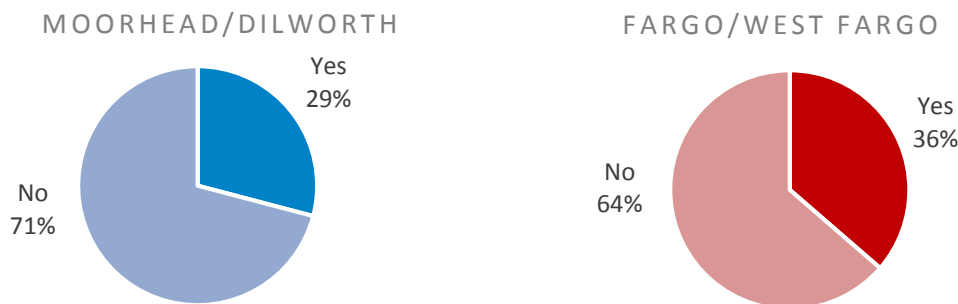 MOORHEAD/DILWORTH
Yes
29%
No
71%
FARGO/WEST FARGO
Yes
36%
No
64%